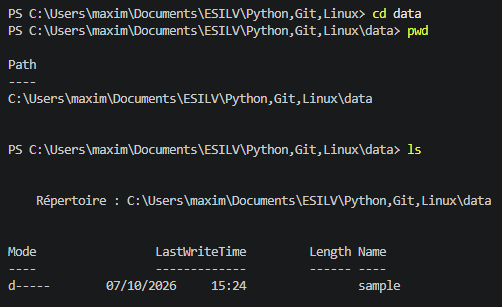 PS C:\Users\maxim\Documents\ESILV\Python,Git,Linux> cd data
PS C:\Users\maxim\Documents\ESILV\Python,Git,Linux\data> pwd
Path
----
C:\Users\maxim\Documents\ESILV\Python,Git,Linux\data
PS C:\Users\maxim\Documents\ESILV\Python,Git,Linux\data> ls
Répertoire : C:\Users\maxim\Documents\ESILV\Python,Git,Linux\data
Mode LastWriteTime Length Name
---- ------------- ------ ----
d----- 07/10/2026 15:24 sample